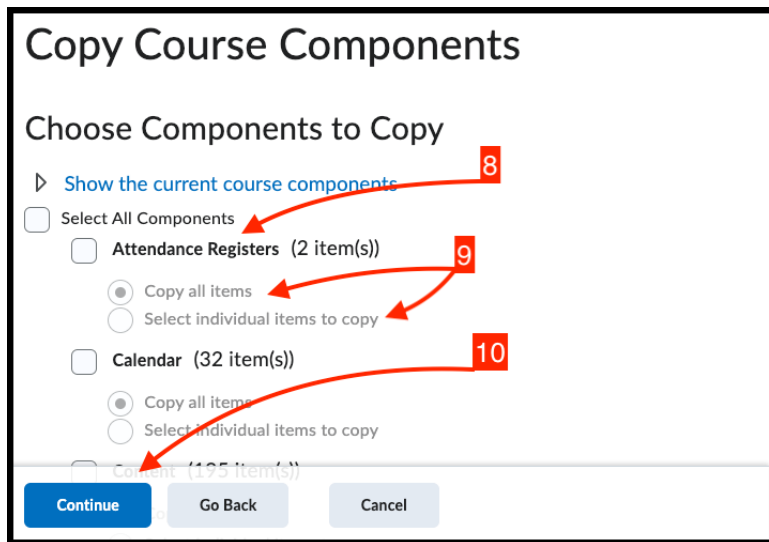 Copy Course Components
Choose Components to Copy
8
Show the current course components
Select All Components
Attendance Registers (2 item(s))
9
Copy all items
Select individual items to copy
Calendar (32 item(s))
10
Copy all items
Select individual items to copy
Content (195 item(s))
Continue Go Back Cancel